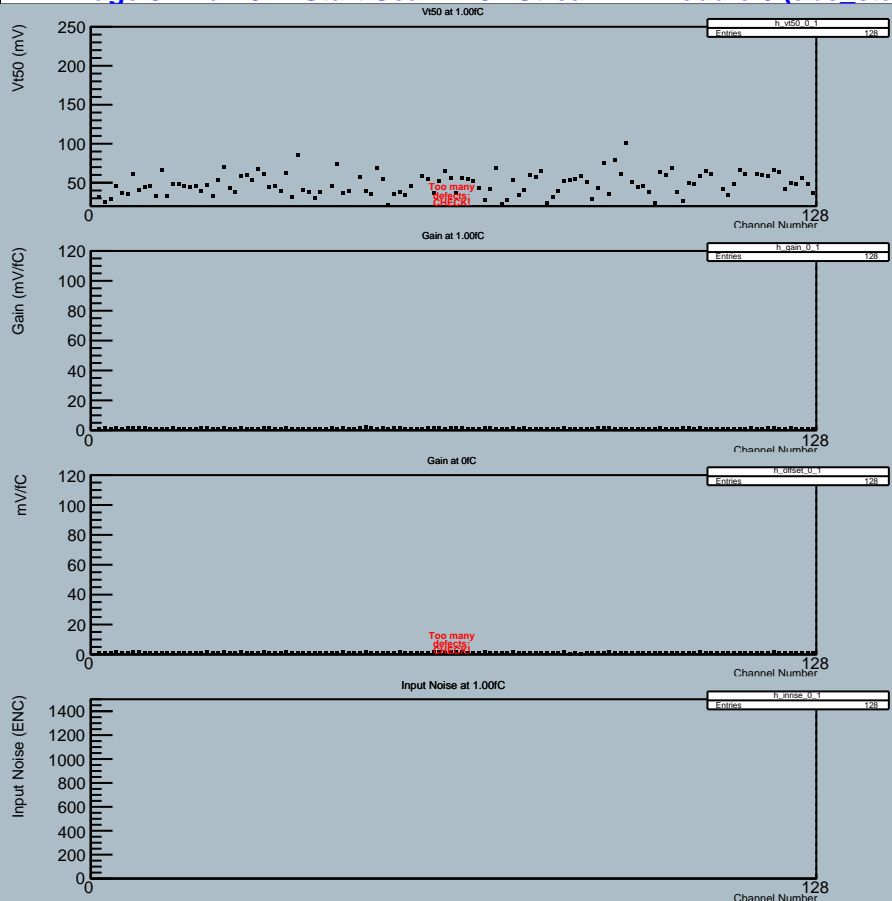 Vt50 at 1.00fC
h_vt50_0_1
Entries 128
Vt50 (mV)
250
200
150
100
50
Too many
defects:
CHECK!
0
128
Channel Number
Gain at 1.00fC
h_gain_0_1
Entries 128
Gain (mV/fC)
120
100
80
60
40
20
0
0
128
Channel Number
Gain at 0fC
h_offset_0_1
Entries 128
mV/fC
120
100
80
60
40
20
0
Too many
defects:
CHECK!
0
128
Channel Number
Input Noise at 1.00fC
h_innse_0_1
Entries 128
Input Noise (ENC)
1400
1200
1000
800
600
400
200
0
0
128
Channel Number